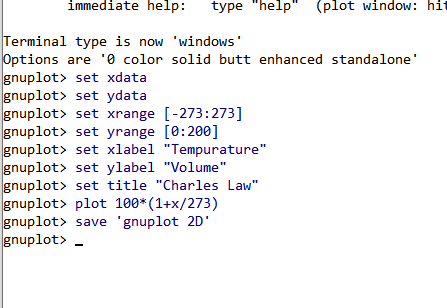 immediate help:   type "help"  (plot window: hit
Terminal type is now 'windows'
Options are '0 color solid butt enhanced standalone'
gnuplot> set xdata
gnuplot> set ydata
gnuplot> set xrange [-273:273]
gnuplot> set yrange [0:200]
gnuplot> set xlabel "Tempurature"
gnuplot> set ylabel "Volume"
gnuplot> set title "Charles Law"
gnuplot> plot 100*(1+x/273)
gnuplot> save 'gnuplot 2D'
gnuplot> _